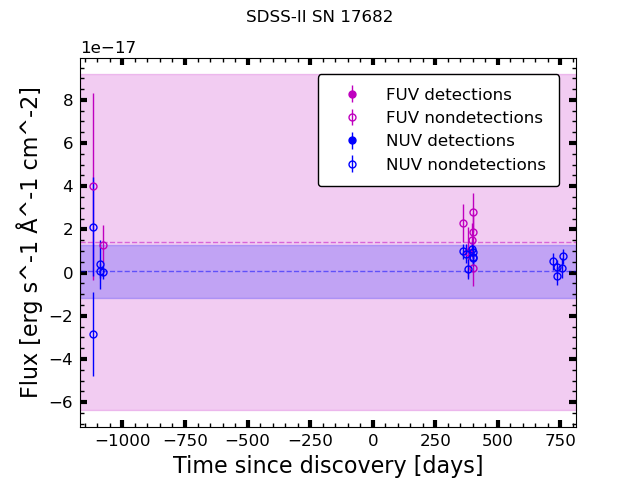 SDSS-II SN 17682
1e−17
FUV detections
FUV nondetections
NUV detections
NUV nondetections
8
6
4
2
0
−2
−4
−6
Flux [erg s^-1 Å^-1 cm^-2]
−1000 −750 −500 −250 0 250 500 750
Time since discovery [days]